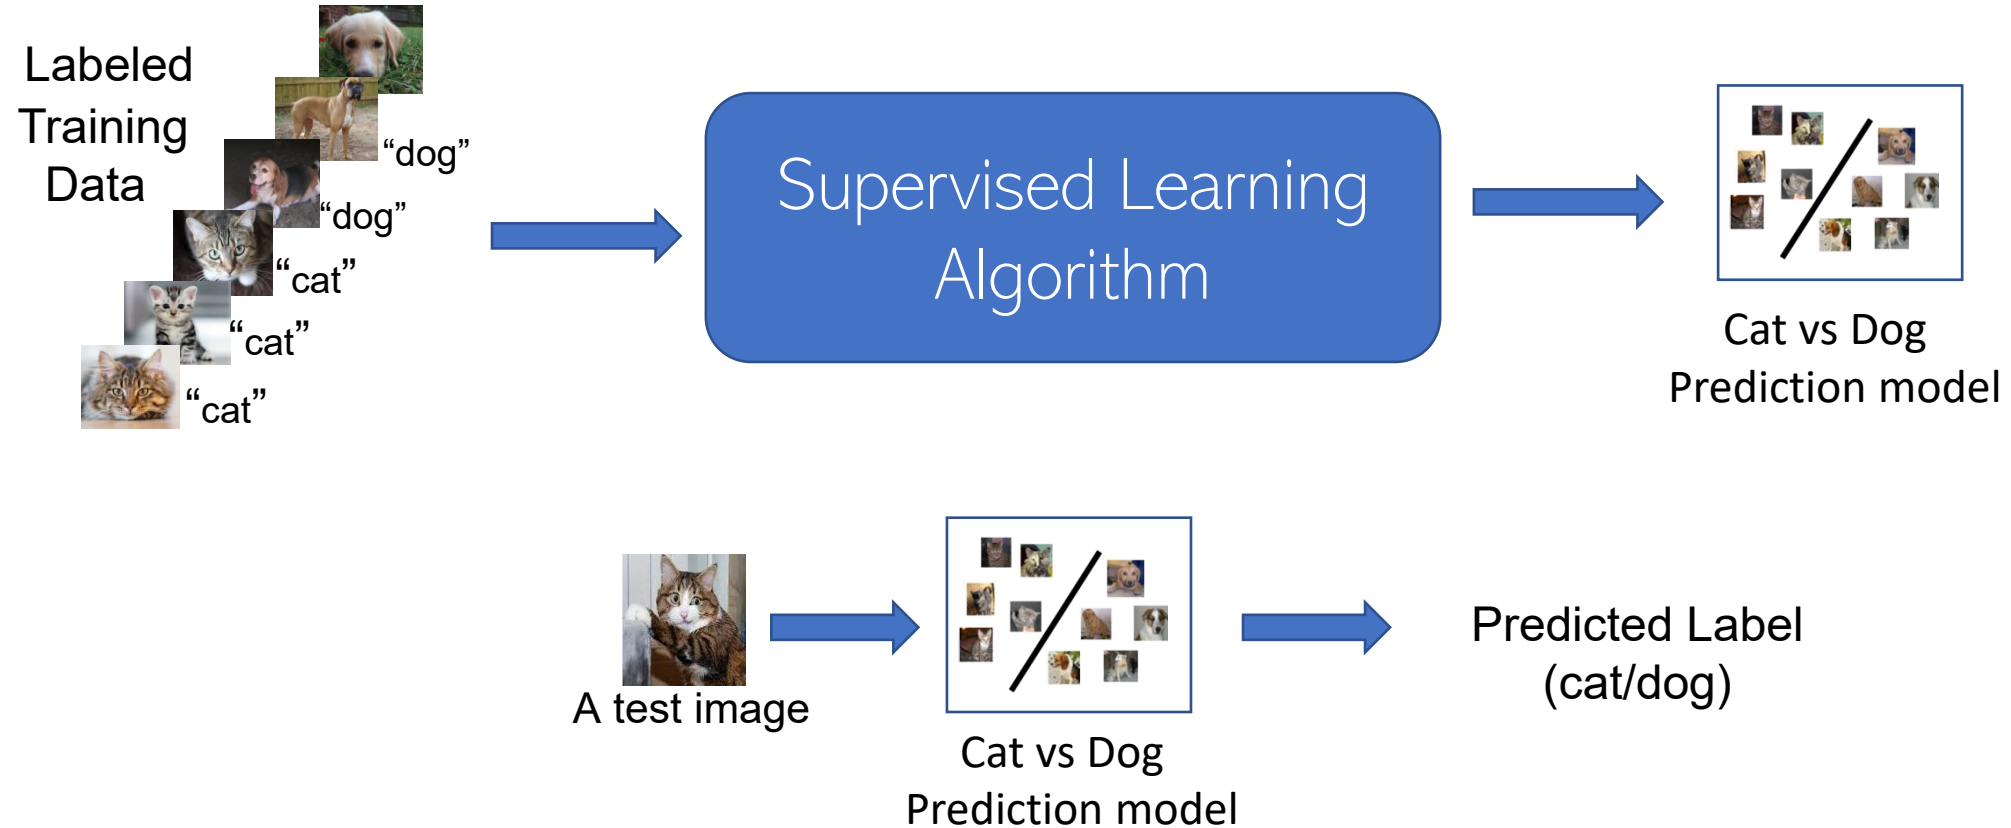 Labeled
Training
Data
“dog”
“dog”
“cat”
“cat”
“cat”
Supervised Learning
Algorithm
Cat vs Dog
Prediction model
A test image
Cat vs Dog
Prediction model
Predicted Label
(cat/dog)